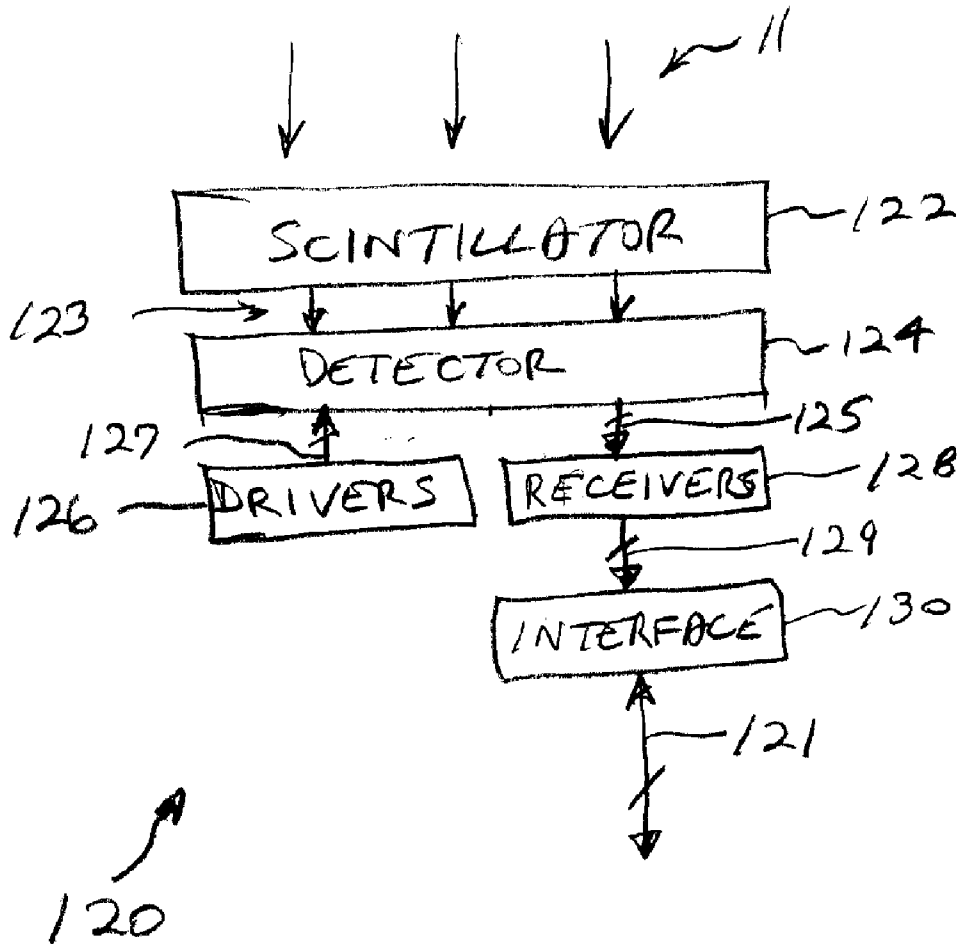 11
SCINTILLATOR
122
123
DETECTOR
124
127
125
126
DRIVERS
RECEIVERS
128
129
INTERFACE
130
121
120